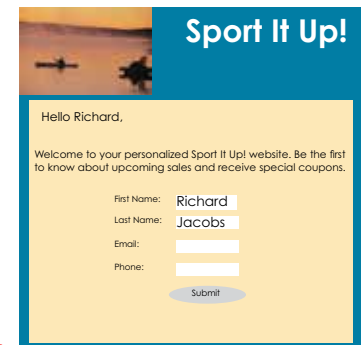 Sport It Up!
Hello Richard,
Welcome to your personalized Sport It Up! website. Be the first
to know about upcoming sales and receive special coupons.
First Name: Richard
Last Name: Jacobs
Email:
Phone:
Submit